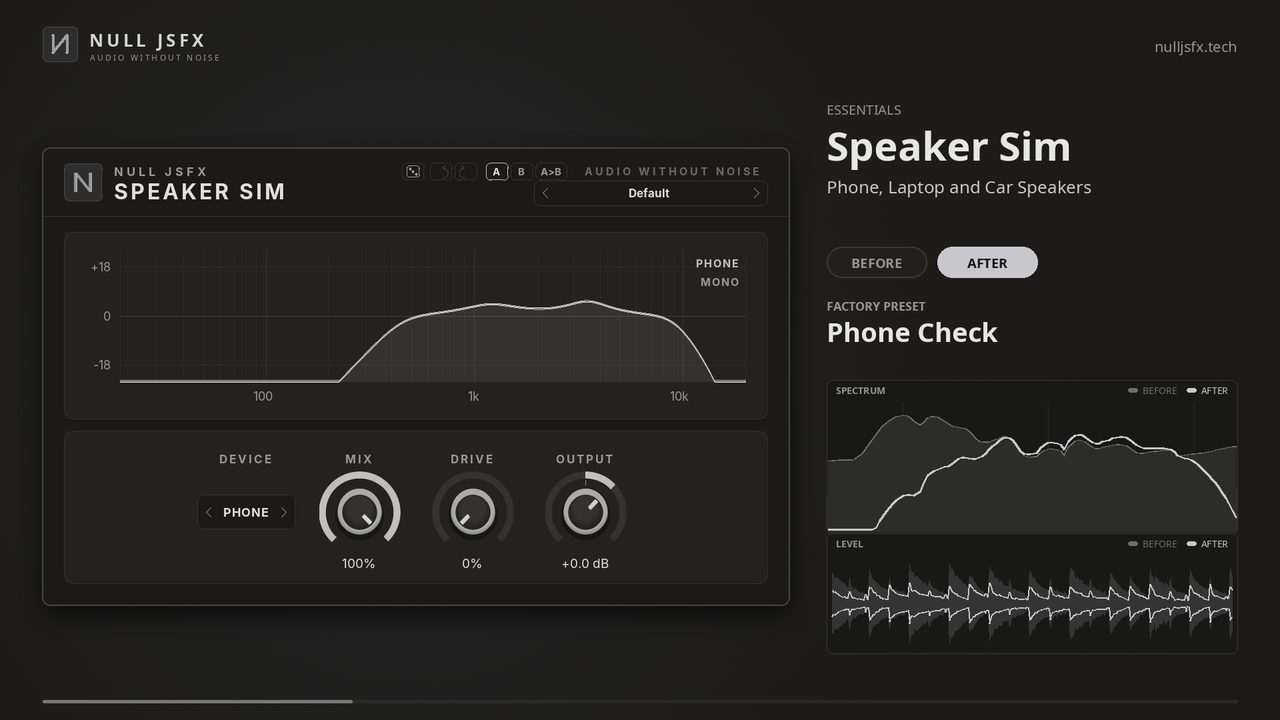 NULL JSFX
AUDIO WITHOUT NOISE
nulljsfx.tech
N
NULL JSFX
SPEAKER SIM
A B A>B
AUDIO WITHOUT NOISE
Default
+18
0
-18
100 1k 10k
PHONE
MONO
DEVICE MIX DRIVE OUTPUT
PHONE
100% 0% +0.0 dB
ESSENTIALS
Speaker Sim
Phone, Laptop and Car Speakers
BEFORE AFTER
FACTORY PRESET
Phone Check
SPECTRUM BEFORE AFTER
LEVEL BEFORE AFTER